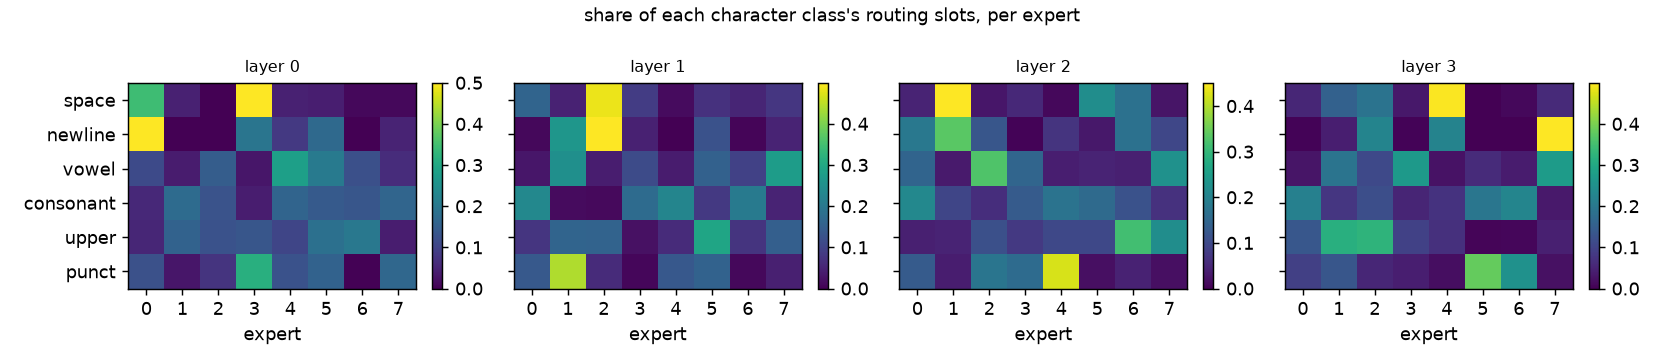 share of each character class's routing slots, per expert
layer 0
layer 1
layer 2
layer 3
space
newline
vowel
consonant
upper
punct
0 1 2 3 4 5 6 7
expert
0.5
0.4
0.3
0.2
0.1
0.0
0 1 2 3 4 5 6 7
expert
0.4
0.3
0.2
0.1
0.0
0 1 2 3 4 5 6 7
expert
0.4
0.3
0.2
0.1
0.0
0 1 2 3 4 5 6 7
expert
0.4
0.3
0.2
0.1
0.0